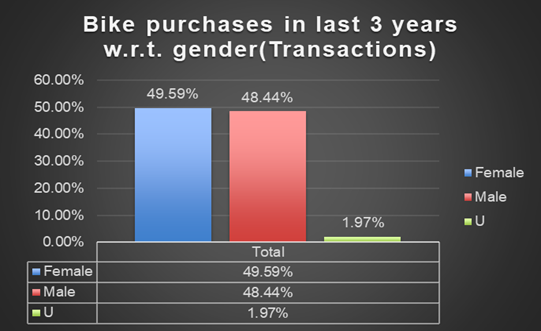 Bike purchases in last 3 years
w.r.t. gender(Transactions)
60.00%
50.00%
40.00%
30.00%
20.00%
10.00%
0.00%
49.59%
48.44%
1.97%
Female
Male
U
Total
Female 49.59%
Male 48.44%
U 1.97%